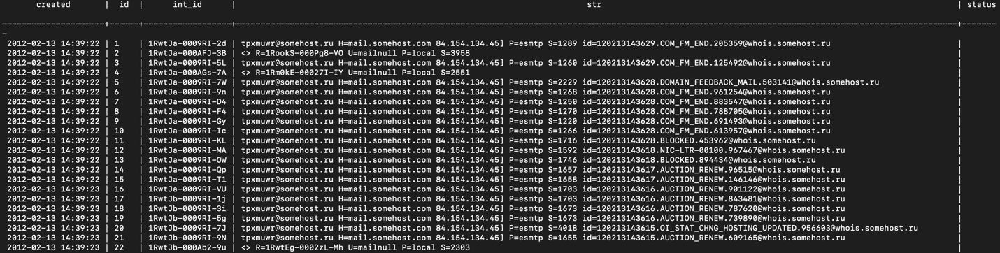 created | id | int_id | str | status
---------------------+------+------------------+------------------------------------------------------------------------------------------------------------------------------------------------------+-------
-
2012-02-13 14:39:22 | 1 | 1RwtJa-0009RI-2d | tpxmuwr@somehost.ru H=mail.somehost.com 84.154.134.45] P=esmtp S=1289 id=120213143629.COM_FM_END.205359@whois.somehost.ru |
2012-02-13 14:39:22 | 2 | 1RwtJa-000AFJ-3B | <> R=1RookS-000Pg8-VO U=mailnull P=local S=3958 |
2012-02-13 14:39:22 | 3 | 1RwtJa-0009RI-5L | tpxmuwr@somehost.ru H=mail.somehost.com 84.154.134.45] P=esmtp S=1260 id=120213143629.COM_FM_END.125492@whois.somehost.ru |
2012-02-13 14:39:22 | 4 | 1RwtJa-000AGs-7A | <> R=1Rm0kE-00027I-IY U=mailnull P=local S=2551 |
2012-02-13 14:39:22 | 5 | 1RwtJa-0009RI-7W | tpxmuwr@somehost.ru H=mail.somehost.com 84.154.134.45] P=esmtp S=2229 id=120213143628.DOMAIN_FEEDBACK_MAIL.503141@whois.somehost.ru |
2012-02-13 14:39:22 | 6 | 1RwtJa-0009RI-9n | tpxmuwr@somehost.ru H=mail.somehost.com 84.154.134.45] P=esmtp S=1268 id=120213143628.COM_FM_END.961254@whois.somehost.ru |
2012-02-13 14:39:22 | 7 | 1RwtJa-0009RI-D4 | tpxmuwr@somehost.ru H=mail.somehost.com 84.154.134.45] P=esmtp S=1250 id=120213143628.COM_FM_END.883547@whois.somehost.ru |
2012-02-13 14:39:22 | 8 | 1RwtJa-0009RI-F4 | tpxmuwr@somehost.ru H=mail.somehost.com 84.154.134.45] P=esmtp S=1270 id=120213143628.COM_FM_END.788705@whois.somehost.ru |
2012-02-13 14:39:22 | 9 | 1RwtJa-0009RI-Gy | tpxmuwr@somehost.ru H=mail.somehost.com 84.154.134.45] P=esmtp S=1220 id=120213143628.COM_FM_END.691493@whois.somehost.ru |
2012-02-13 14:39:22 | 10 | 1RwtJa-0009RI-Ic | tpxmuwr@somehost.ru H=mail.somehost.com 84.154.134.45] P=esmtp S=1266 id=120213143628.COM_FM_END.613957@whois.somehost.ru |
2012-02-13 14:39:22 | 11 | 1RwtJa-0009RI-KL | tpxmuwr@somehost.ru H=mail.somehost.com 84.154.134.45] P=esmtp S=1716 id=120213143628.BLOCKED.453962@whois.somehost.ru |
2012-02-13 14:39:22 | 12 | 1RwtJa-0009RI-MA | tpxmuwr@somehost.ru H=mail.somehost.com 84.154.134.45] P=esmtp S=1592 id=120213143618.NIC-LTR-00100.967467@whois.somehost.ru |
2012-02-13 14:39:22 | 13 | 1RwtJa-0009RI-OW | tpxmuwr@somehost.ru H=mail.somehost.com 84.154.134.45] P=esmtp S=1746 id=120213143618.BLOCKED.894434@whois.somehost.ru |
2012-02-13 14:39:22 | 14 | 1RwtJa-0009RI-Qp | tpxmuwr@somehost.ru H=mail.somehost.com 84.154.134.45] P=esmtp S=1657 id=120213143617.AUCTION_RENEW.96515@whois.somehost.ru |
2012-02-13 14:39:22 | 15 | 1RwtJa-0009RI-T1 | tpxmuwr@somehost.ru H=mail.somehost.com 84.154.134.45] P=esmtp S=1658 id=120213143617.AUCTION_RENEW.146146@whois.somehost.ru |
2012-02-13 14:39:23 | 16 | 1RwtJa-0009RI-VU | tpxmuwr@somehost.ru H=mail.somehost.com 84.154.134.45] P=esmtp S=1703 id=120213143616.AUCTION_RENEW.901122@whois.somehost.ru |
2012-02-13 14:39:23 | 17 | 1RwtJb-0009RI-1j | tpxmuwr@somehost.ru H=mail.somehost.com 84.154.134.45] P=esmtp S=1703 id=120213143616.AUCTION_RENEW.843481@whois.somehost.ru |
2012-02-13 14:39:23 | 18 | 1RwtJb-0009RI-3i | tpxmuwr@somehost.ru H=mail.somehost.com 84.154.134.45] P=esmtp S=1673 id=120213143616.AUCTION_RENEW.787620@whois.somehost.ru |
2012-02-13 14:39:23 | 19 | 1RwtJb-0009RI-5g | tpxmuwr@somehost.ru H=mail.somehost.com 84.154.134.45] P=esmtp S=1673 id=120213143616.AUCTION_RENEW.739890@whois.somehost.ru |
2012-02-13 14:39:23 | 20 | 1RwtJb-0009RI-7J | tpxmuwr@somehost.ru H=mail.somehost.com 84.154.134.45] P=esmtp S=4018 id=120213143615.OI_STAT_CHNG_HOSTING_UPDATED.956603@whois.somehost.ru |
2012-02-13 14:39:23 | 21 | 1RwtJb-0009RI-9N | tpxmuwr@somehost.ru H=mail.somehost.com 84.154.134.45] P=esmtp S=1655 id=120213143615.AUCTION_RENEW.609165@whois.somehost.ru |
2012-02-13 14:39:23 | 22 | 1RwtJb-000Ab2-9u | <> R=1RwtEg-0002zL-Mh U=mailnull P=local S=2303 |